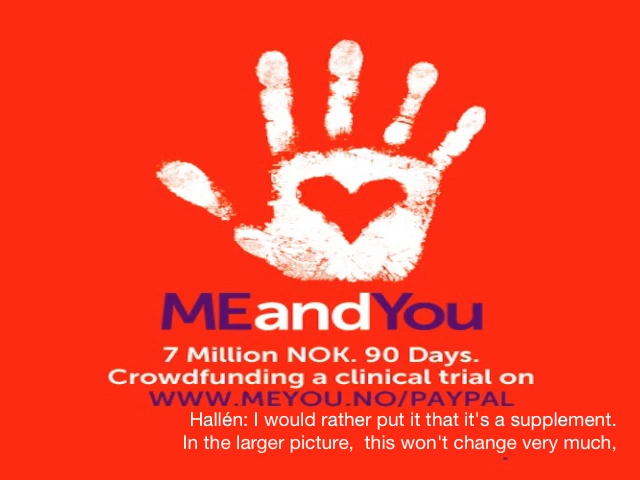 MEandYou
7 Million NOK. 90 Days.
Crowdfunding a clinical trial on
WWW.MEYOU.NO/PAYPAL
Hallén: I would rather put it that it's a supplement.
In the larger picture, this won't change very much,